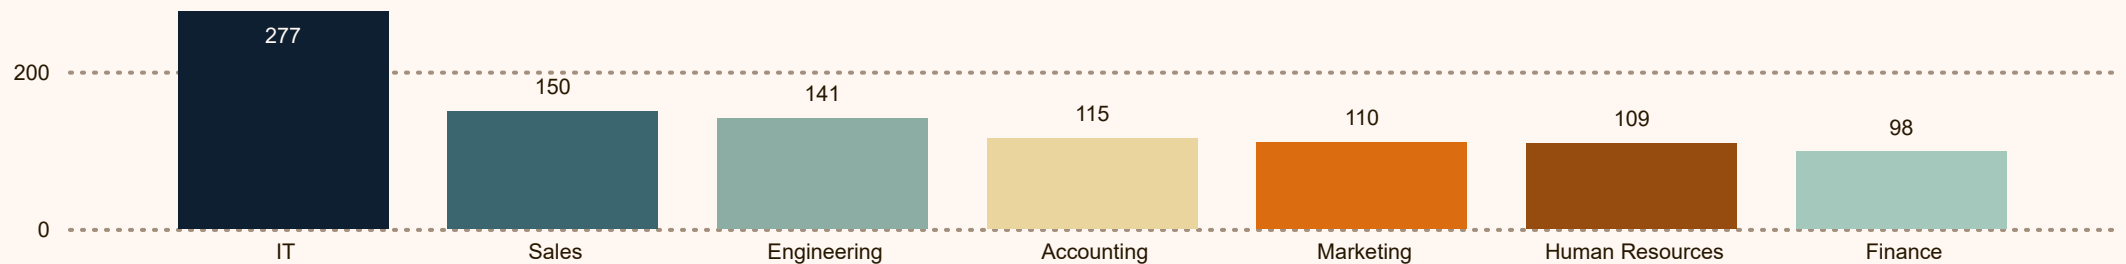 277
200
150
141
115
110
109
98
0
IT
Sales
Engineering
Accounting
Marketing
Human Resources
Finance